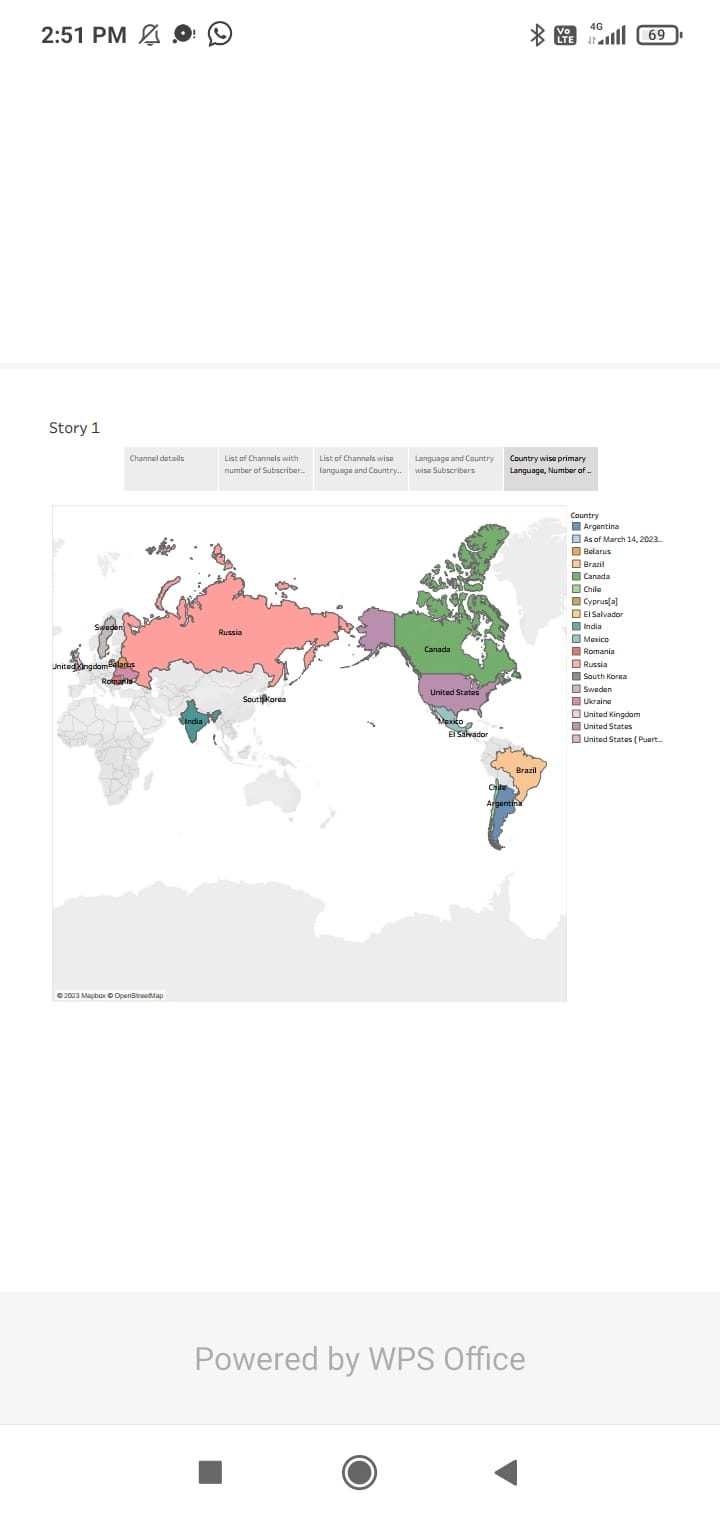 2:51 PM
Vo LTE
4G
69
Story 1
Channel details
List of Channels with
number of Subscriber..
List of Channels wise
language and Country..
Language and Country
wise Subscribers
Country wise primary
Language, Number of ..
Country
Argentina
As of March 14, 2023..
Belarus
Brazil
Canada
Chile
Cyprus[a]
El Salvador
India
Mexico
Romania
Russia
South Korea
Sweden
Ukraine
United Kingdom
United States
United States ( Puert..
Sweden
Russia
United Kingdom
Belarus
Romania
South Korea
India
Canada
United States
Mexico
El Salvador
Brazil
Chile
Argentina
© 2023 Mapbox © OpenStreetMap
Powered by WPS Office